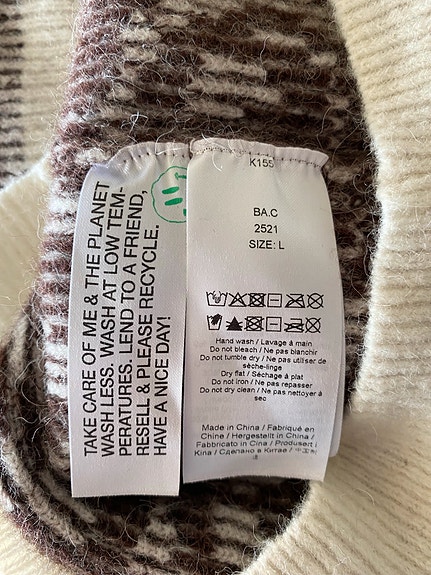 TAKE CARE OF ME & THE PLANET
WASH LESS. WASH AT LOW TEM-
PERATURES. LEND TO A FRIEND,
RESELL & PLEASE RECYCLE.
HAVE A NICE DAY!
K155
BA.C
2521
SIZE: L
Hand wash / Lavage à main
Do not bleach / Ne pas blanchir
Do not tumble dry / Ne pas utiliser de
sèche-linge
Dry flat / Séchage à plat
Do not iron / Ne pas repasser
Do not dry clean / Ne pas nettoyer à
sec
Made in China / Fabriqué en
Chine / Hergestellt in China /
Fabbricato in Cina / Produsert i
Kina / Сделано в Китае /